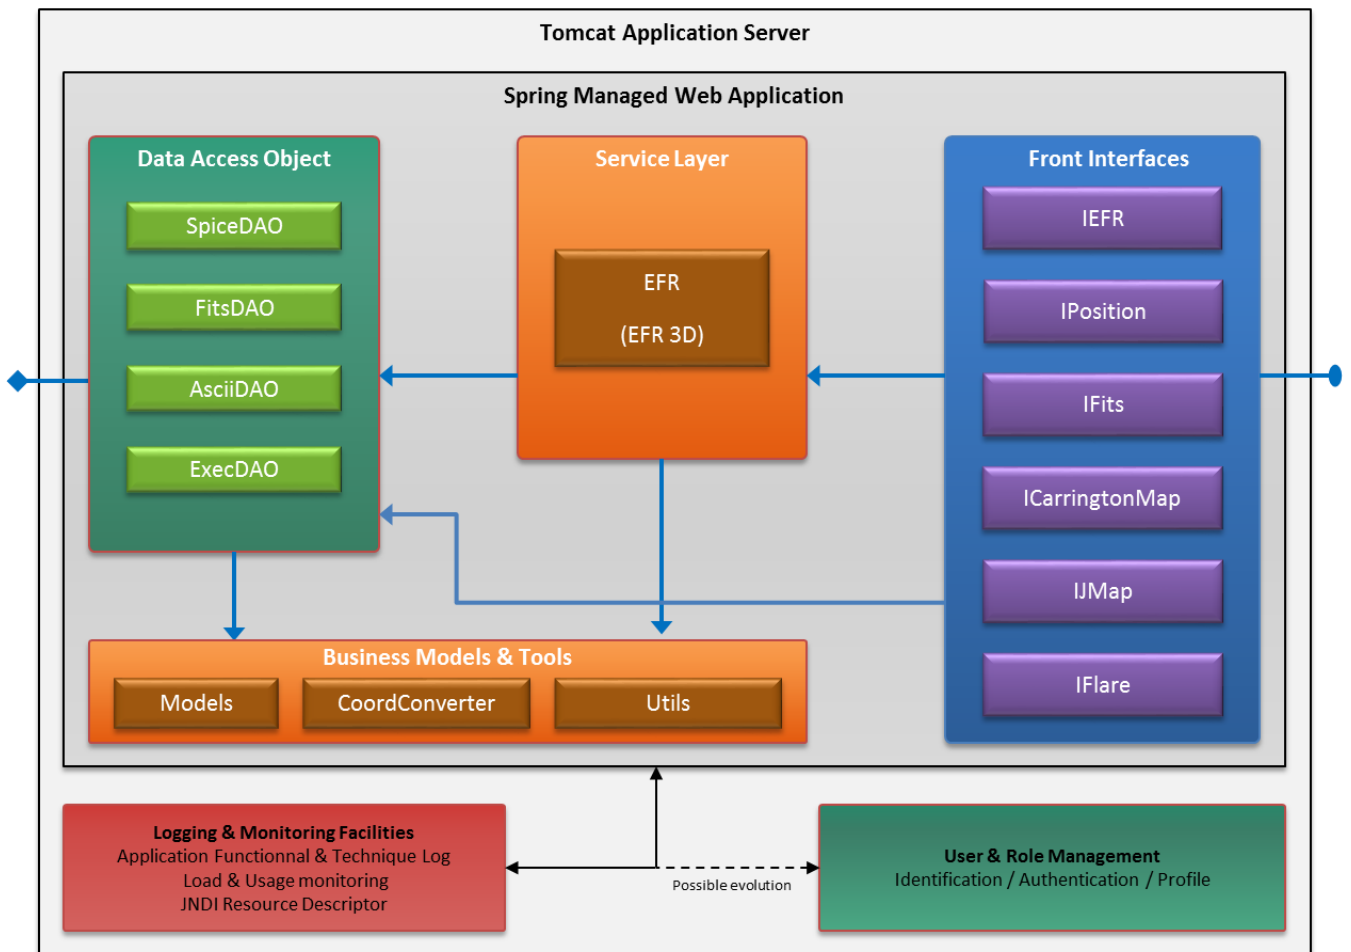 Tomcat Application Server
Spring Managed Web Application
Data Access Object
SpiceDAO
FitsDAO
AsciiDAO
ExecDAO
Service Layer
EFR
(EFR 3D)
Front Interfaces
IEFR
IPosition
IFits
ICarringtonMap
IJMap
IFlare
Business Models & Tools
Models
CoordConverter
Utils
Logging & Monitoring Facilities
Application Functionnal & Technique Log
Load & Usage monitoring
JNDI Resource Descriptor
Possible evolution
User & Role Management
Identification / Authentication / Profile